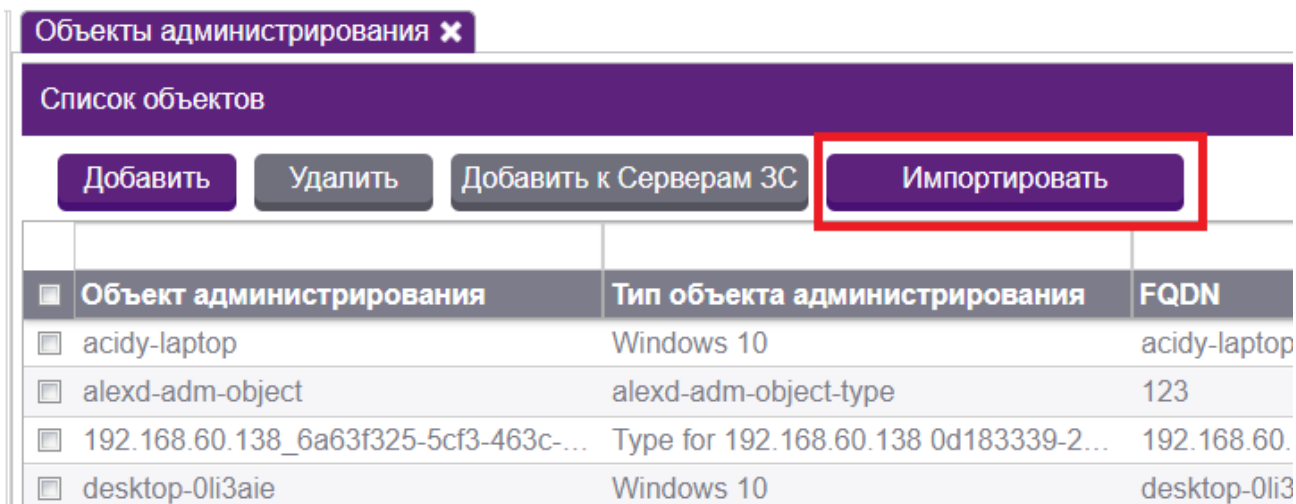 Объекты администрирования
Список объектов
Добавить Удалить Добавить к Серверам ЗС Импортировать
Объект администрирования Тип объекта администрирования FQDN
acidy-laptop Windows 10 acidy-laptop
alexd-adm-object alexd-adm-object-type 123
192.168.60.138_6a63f325-5cf3-463c-... Type for 192.168.60.138 0d183339-2... 192.168.60.
desktop-0li3aie Windows 10 desktop-0li3